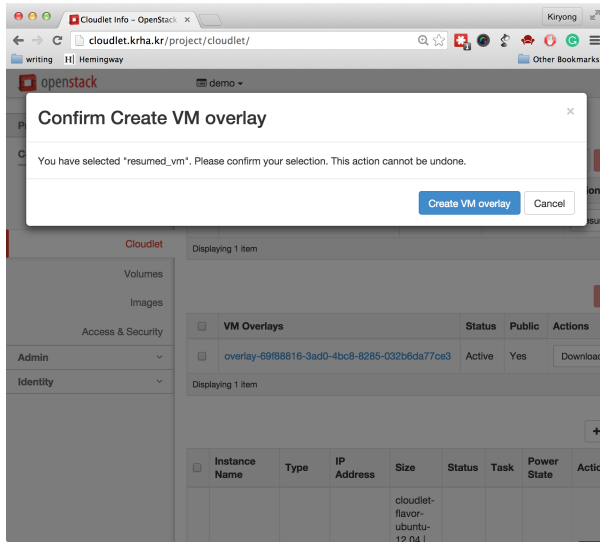 Cloudlet Info – OpenStack
Kiryong
cloudlet.krha.kr/project/cloudlet/
writing H Hemingway
Other Bookmarks
openstack
demo
Confirm Create VM overlay
×
You have selected "resumed_vm". Please confirm your selection. This action cannot be undone.
Create VM overlay
Cancel
Displaying 1 item
Cloudlet
Volumes
Images
Access & Security
Admin
Identity
VM Overlays Status Public Actions
overlay-69f88816-3ad0-4bc8-8285-032b6da77ce3 Active Yes Download
Displaying 1 item
Instance Name Type IP Address Size Status Task Power State Actio
cloudlet-
flavor-
ubuntu-
12.04 |